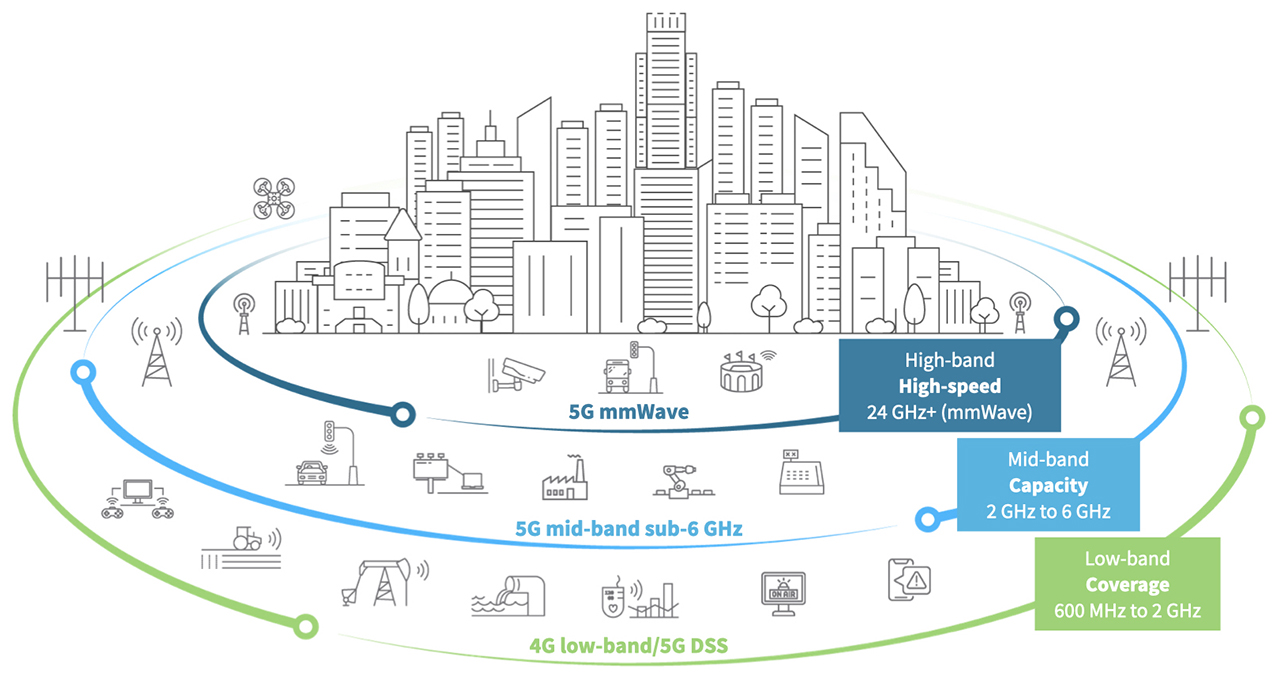 High-band
High-speed
24 GHz+ (mmWave)
5G mmWave
Mid-band
Capacity
2 GHz to 6 GHz
5G mid-band sub-6 GHz
Low-band
Coverage
600 MHz to 2 GHz
ON AIR
4G low-band/5G DSS